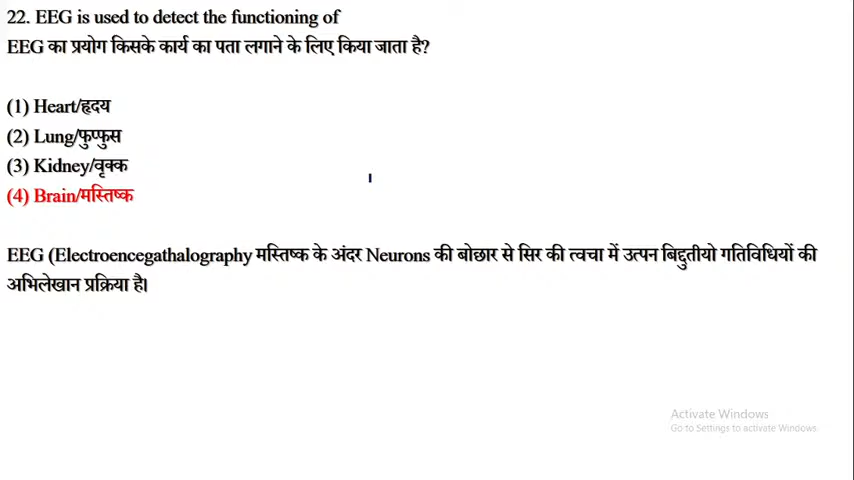 22. EEG is used to detect the functioning of
EEG का प्रयोग किसके कार्य का पता लगाने के लिए किया जाता है?
(1) Heart/हृदय
(2) Lung/फुप्फुस
(3) Kidney/वृक्क
(4) Brain/मस्तिष्क
EEG (Electroencegathalography मस्तिष्क के अंदर Neurons की बोछार से सिर की त्वचा में उत्पन बिद्दुतीयो गतिविधियों की
अभिलेखान प्रक्रिया है।
Activate Windows
Go to Settings to activate Windows.